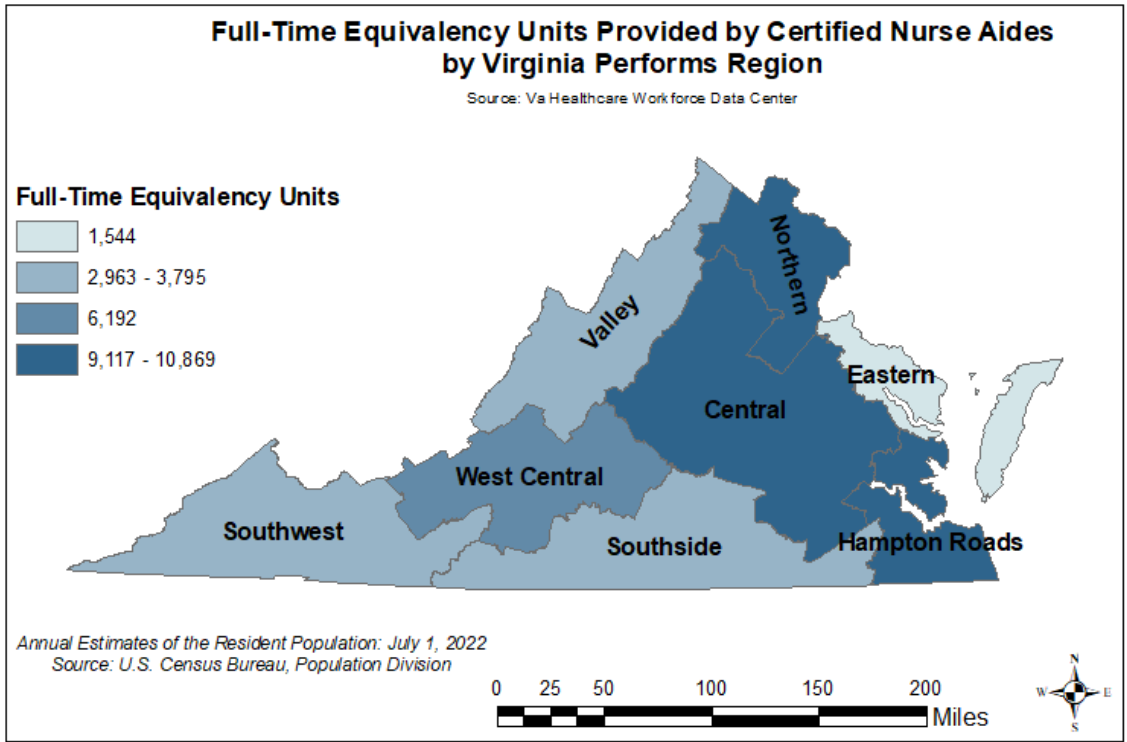 Full-Time Equivalency Units Provided by Certified Nurse Aides
by Virginia Performs Region
Source: Va Healthcare Workforce Data Center
Full-Time Equivalency Units
1,544
2,963 - 3,795
6,192
9,117 - 10,869
Northern
Valley
Eastern
Central
West Central
Southwest
Southside
Hampton Roads
Annual Estimates of the Resident Population: July 1, 2022
Source: U.S. Census Bureau, Population Division
0 25 50 100 150 200
Miles
N
W E
S